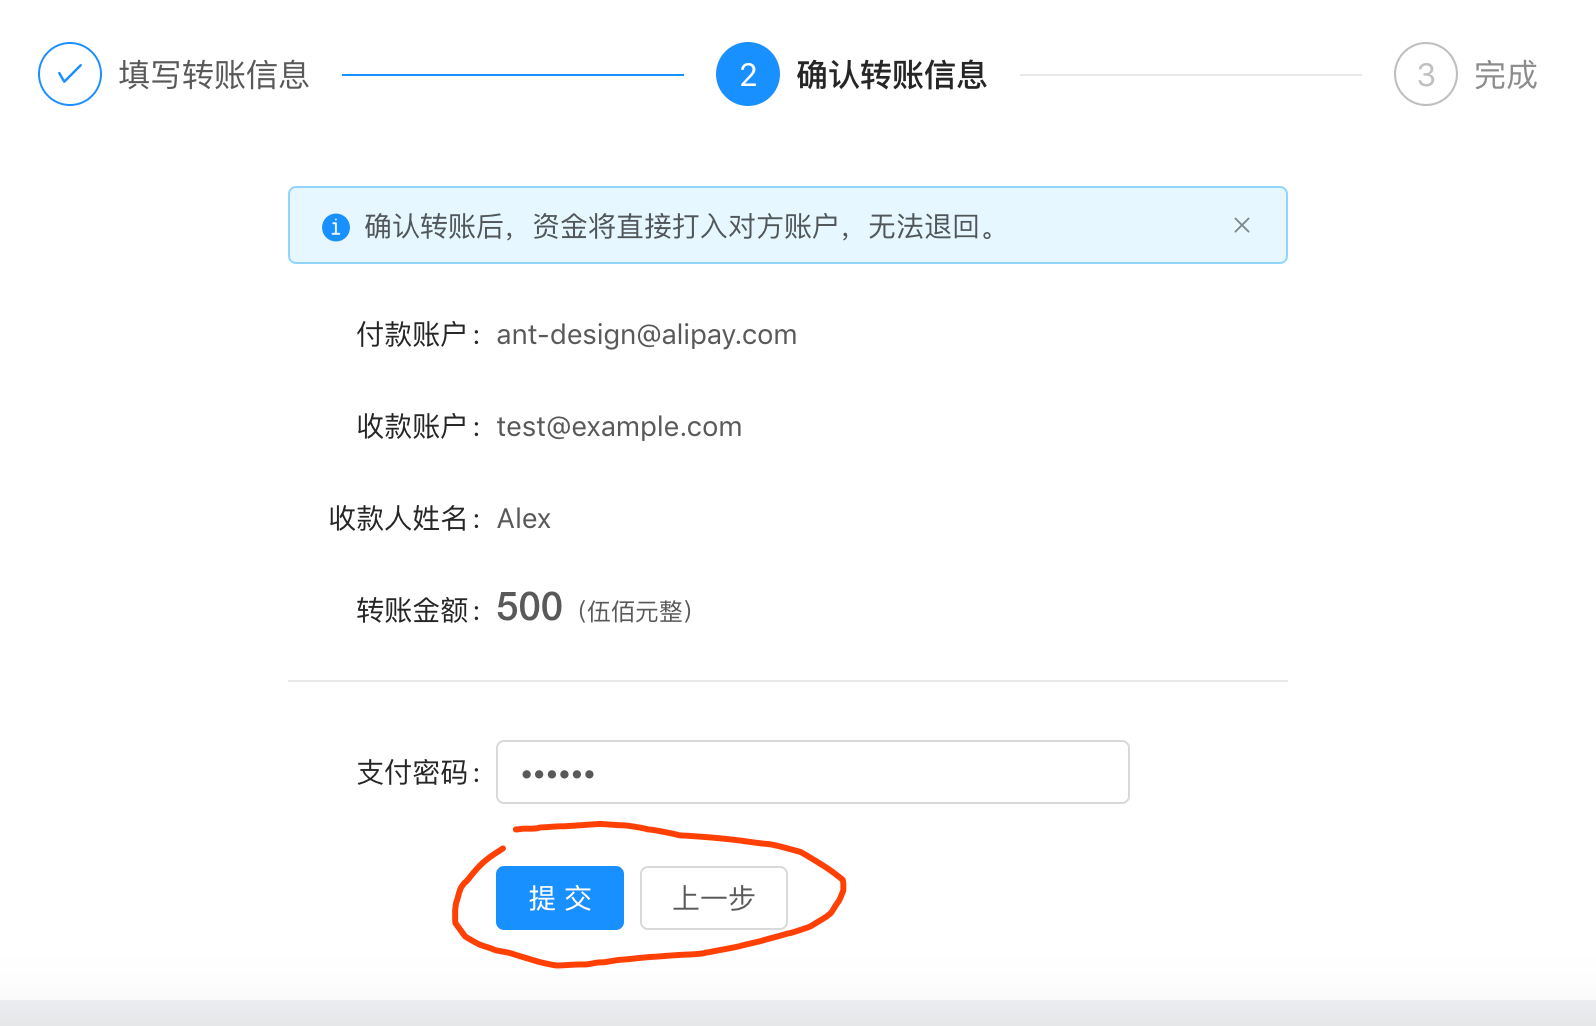 填写转账信息 2 确认转账信息 3 完成
确认转账后，资金将直接打入对方账户，无法退回。
付款账户： ant-design@alipay.com
收款账户： test@example.com
收款人姓名： Alex
转账金额： 500（伍佰元整）
支付密码： ••••••
提 交 上一步